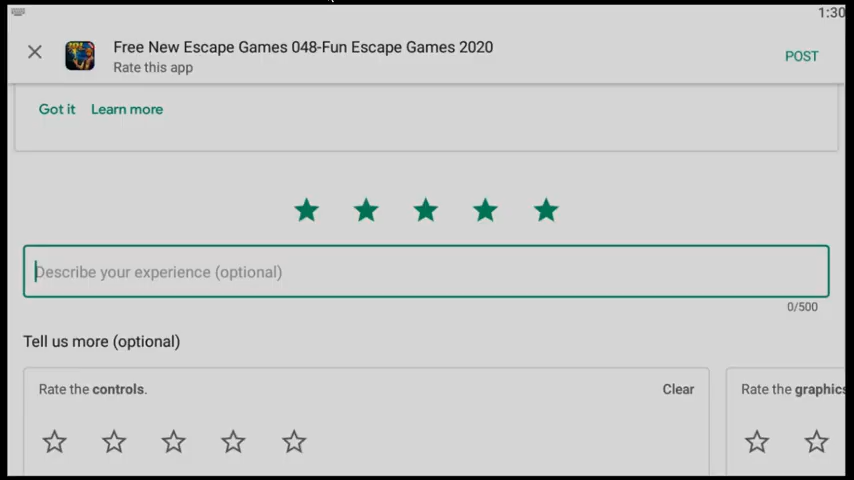 1:30
Free New Escape Games 048-Fun Escape Games 2020
Rate this app
POST
Got it Learn more
Describe your experience (optional)
0/500
Tell us more (optional)
Rate the controls. Clear Rate the graphics